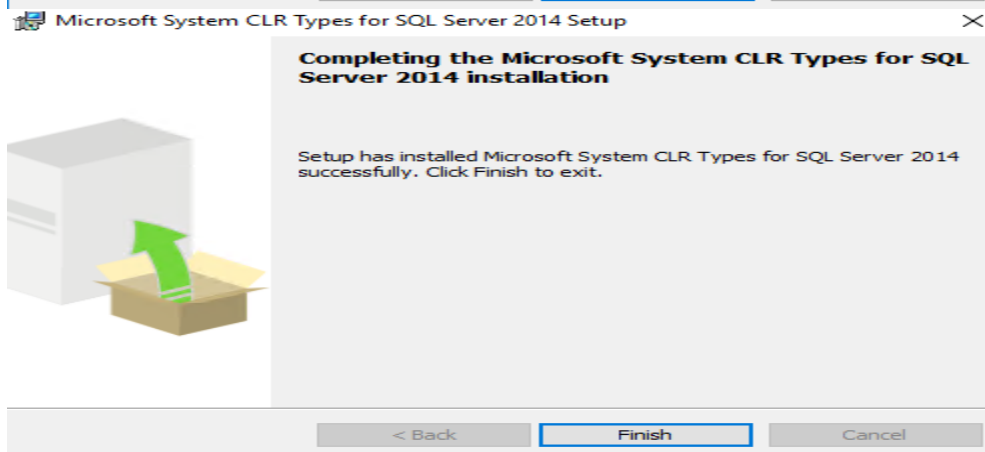 Microsoft System CLR Types for SQL Server 2014 Setup
Completing the Microsoft System CLR Types for SQL
Server 2014 installation
Setup has installed Microsoft System CLR Types for SQL Server 2014
successfully. Click Finish to exit.
< Back
Finish
Cancel